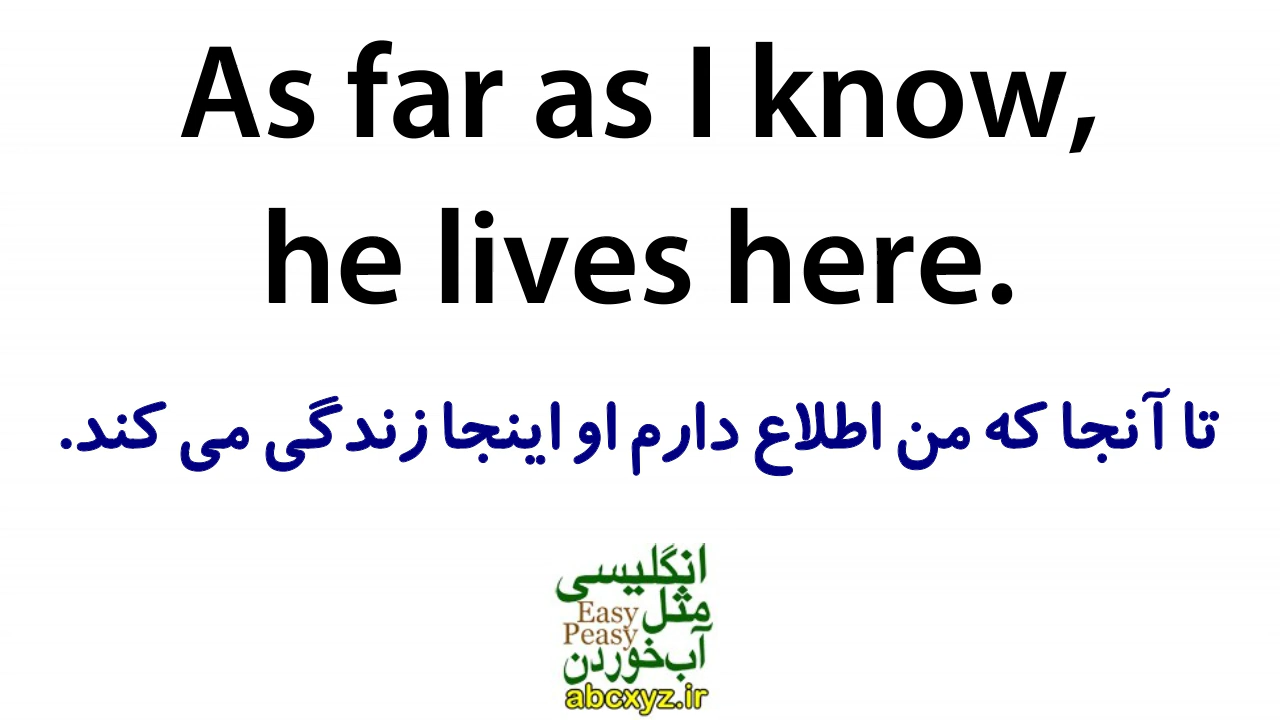 As far as I know,
he lives here.
تا آنجا که من اطلاع دارم او اینجا زندگی می کند.
انگلیسی
مثل
Easy
Peasy
آب خوردن
abcxyz.ir